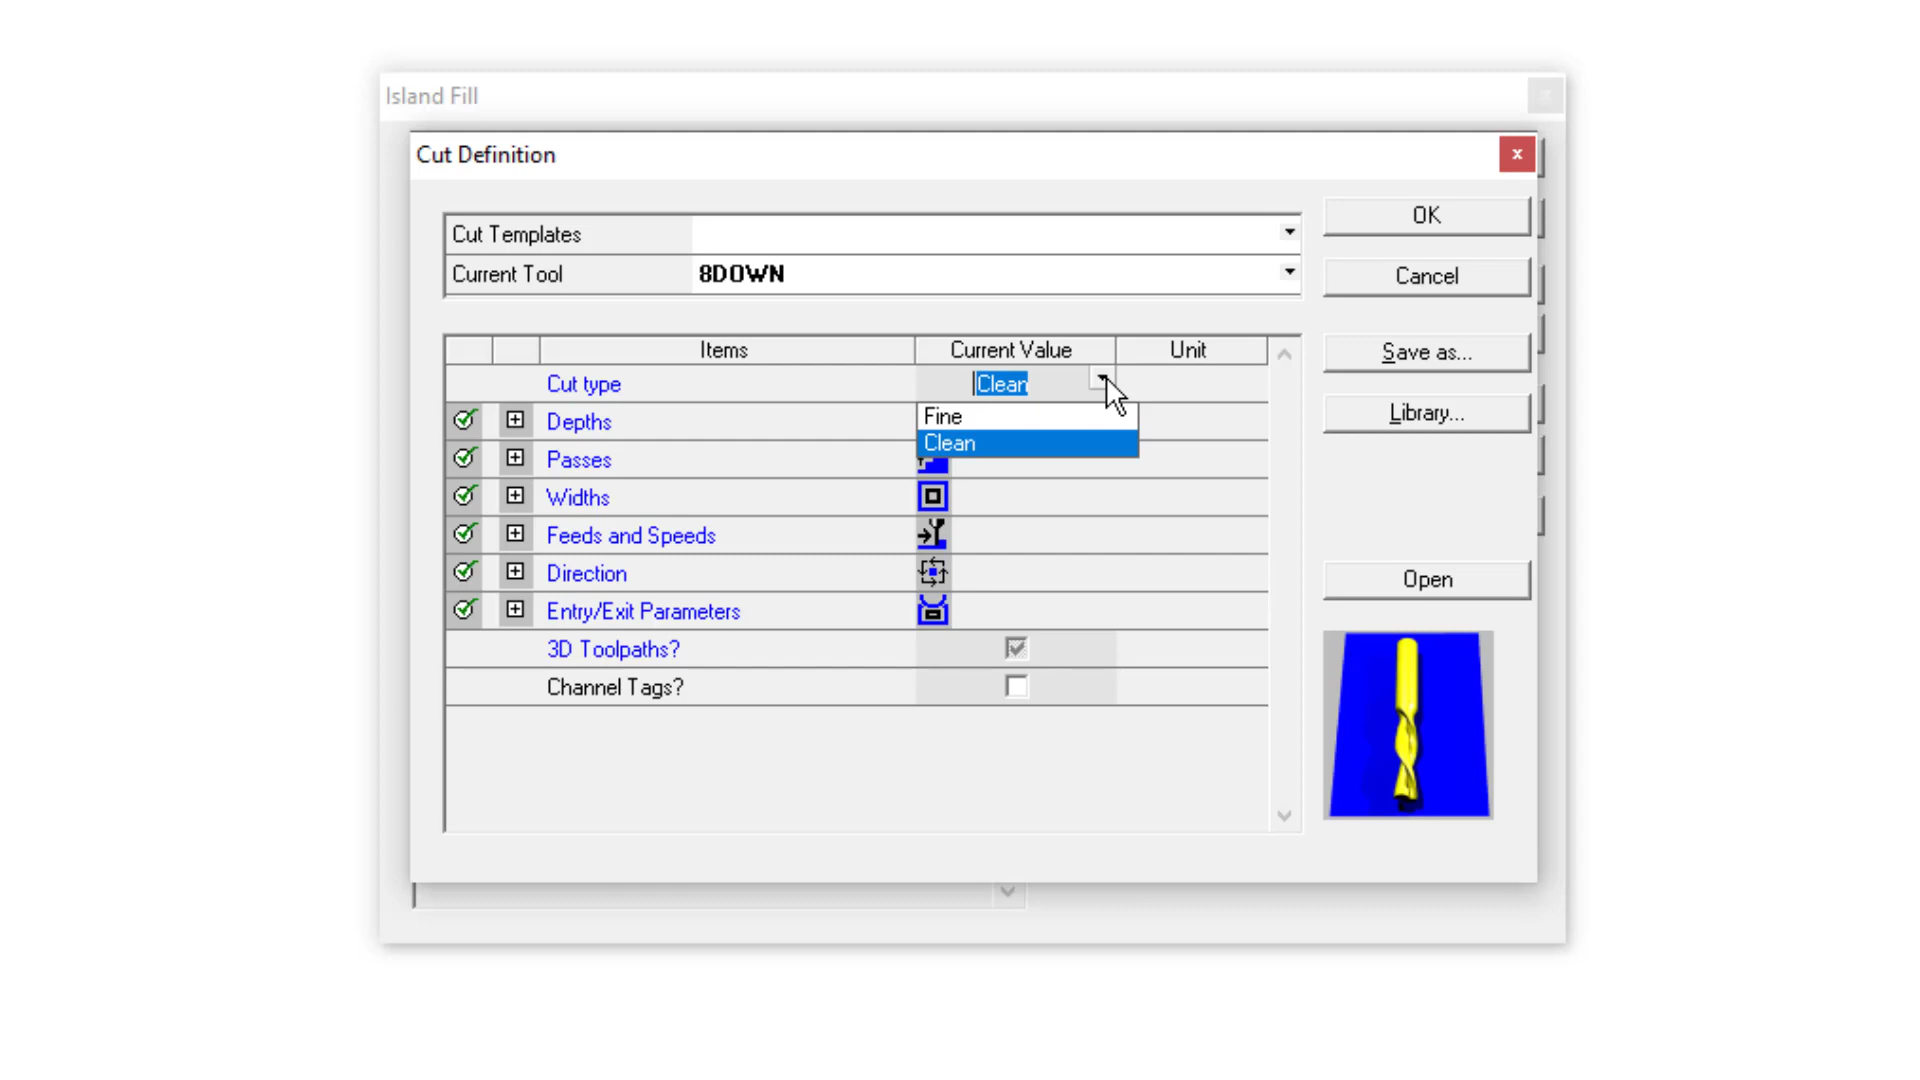 Island Fill
Cut Definition
x
Cut Templates
Current Tool 8DOWN
OK
Cancel
Items Current Value Unit
Save as...
Cut type Clean
Library...
Fine
Clean
Depths
Passes
Widths
Feeds and Speeds
Direction
Open
Entry/Exit Parameters
3D Toolpaths?
Channel Tags?